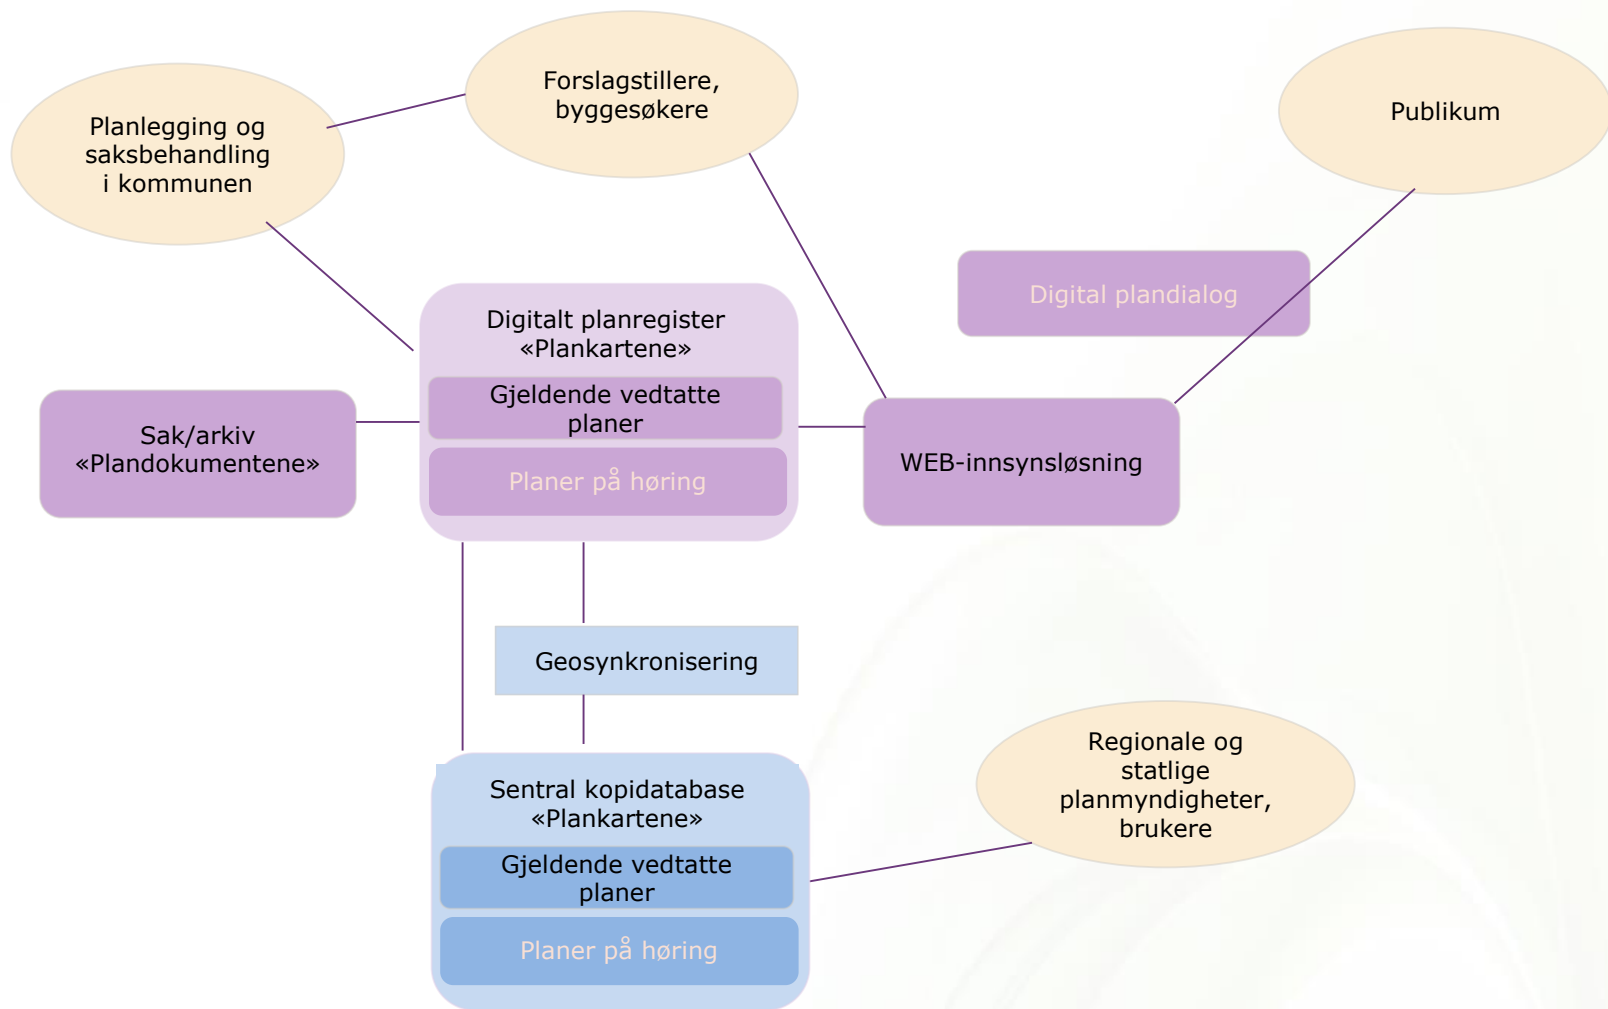 Forslagstillere,
byggesøkere
Planlegging og
saksbehandling
i kommunen
Publikum
Digital plandialog
Digitalt planregister
«Plankartene»
Gjeldende vedtatte
planer
Planer på høring
Sak/arkiv
«Plandokumentene»
WEB-innsynsløsning
Geosynkronisering
Sentral kopidatabase
«Plankartene»
Gjeldende vedtatte
planer
Planer på høring
Regionale og
statlige
planmyndigheter,
brukere